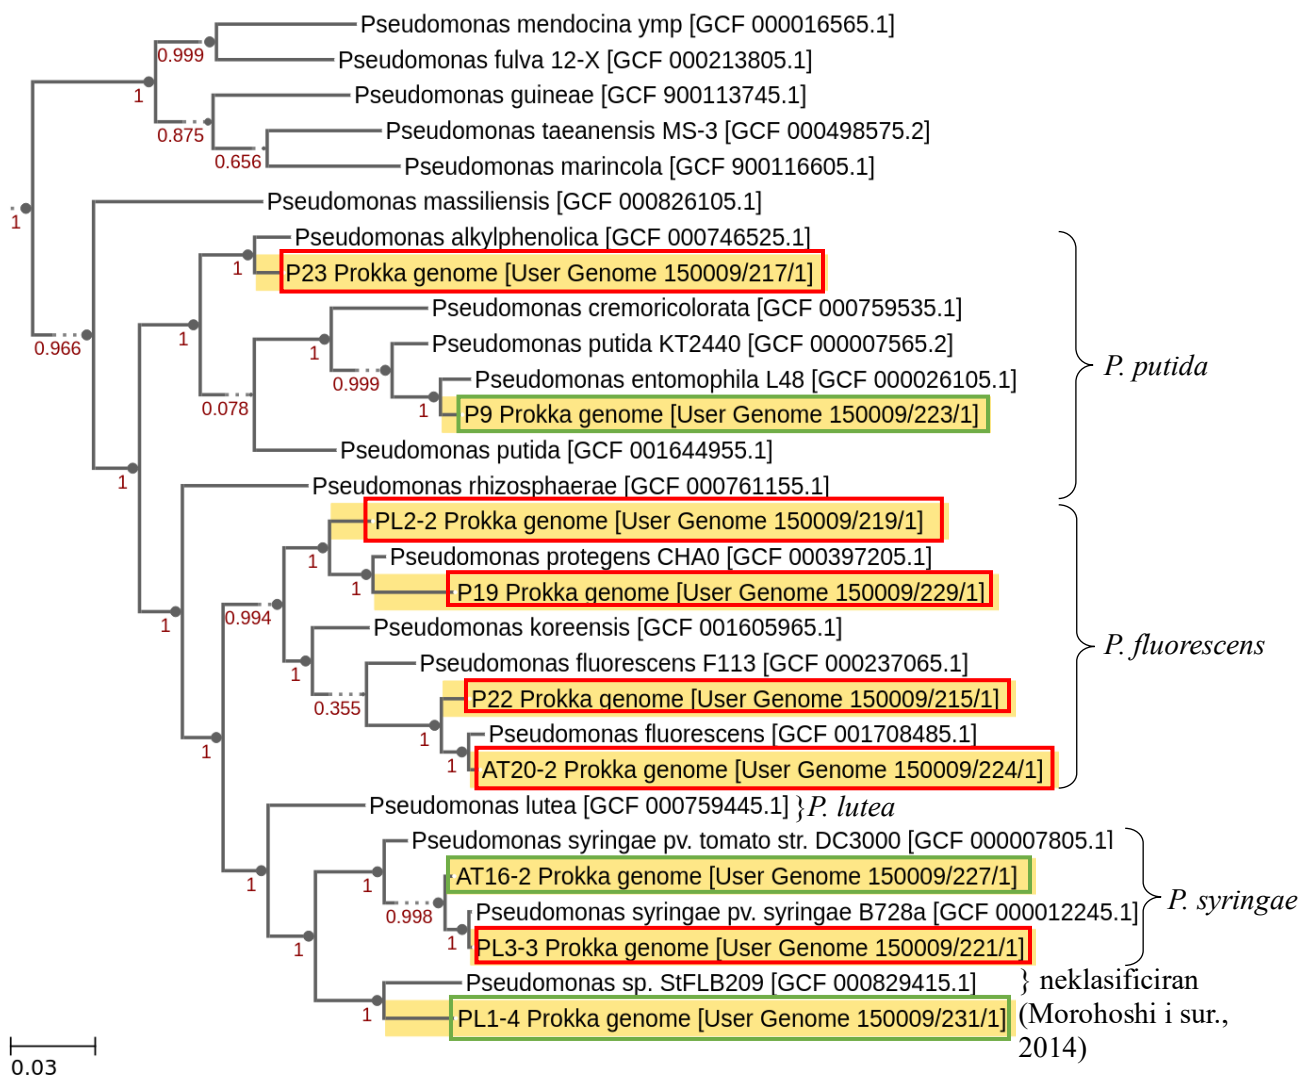 Pseudomonas mendocina ymp [GCF 000016565.1]
0.999
Pseudomonas fulva 12-X [GCF 000213805.1]
1
Pseudomonas guineae [GCF 900113745.1]
0.875
Pseudomonas taeanensis MS-3 [GCF 000498575.2]
0.656
Pseudomonas marincola [GCF 900116605.1]
Pseudomonas massiliensis [GCF 000826105.1]
1
Pseudomonas alkylphenolica [GCF 000746525.1]
1
P23 Prokka genome [User Genome 150009/217/1]
Pseudomonas cremoricolorata [GCF 000759535.1]
1
0.966
1
Pseudomonas putida KT2440 [GCF 000007565.2]
P. putida
0.999
Pseudomonas entomophila L48 [GCF 000026105.1]
0.078
1
P9 Prokka genome [User Genome 150009/223/1]
Pseudomonas putida [GCF 001644955.1]
1
Pseudomonas rhizosphaerae [GCF 000761155.1]
PL2-2 Prokka genome [User Genome 150009/219/1]
1
Pseudomonas protegens CHA0 [GCF 000397205.1]
1
P19 Prokka genome [User Genome 150009/229/1]
0.994
1
Pseudomonas koreensis [GCF 001605965.1]
P. fluorescens
1
Pseudomonas fluorescens F113 [GCF 000237065.1]
0.355
P22 Prokka genome [User Genome 150009/215/1]
1
1
Pseudomonas fluorescens [GCF 001708485.1]
1
AT20-2 Prokka genome [User Genome 150009/224/1]
Pseudomonas lutea [GCF 000759445.1] }P. lutea
Pseudomonas syringae pv. tomato str. DC3000 [GCF 000007805.1]
1
1
AT16-2 Prokka genome [User Genome 150009/227/1]
P. syringae
0.998
Pseudomonas syringae pv. syringae B728a [GCF 000012245.1]
1
1
PL3-3 Prokka genome [User Genome 150009/221/1]
Pseudomonas sp. StFLB209 [GCF 000829415.1] } neklasificiran
1
PL1-4 Prokka genome [User Genome 150009/231/1] (Morohoshi i sur.,
2014)
0.03